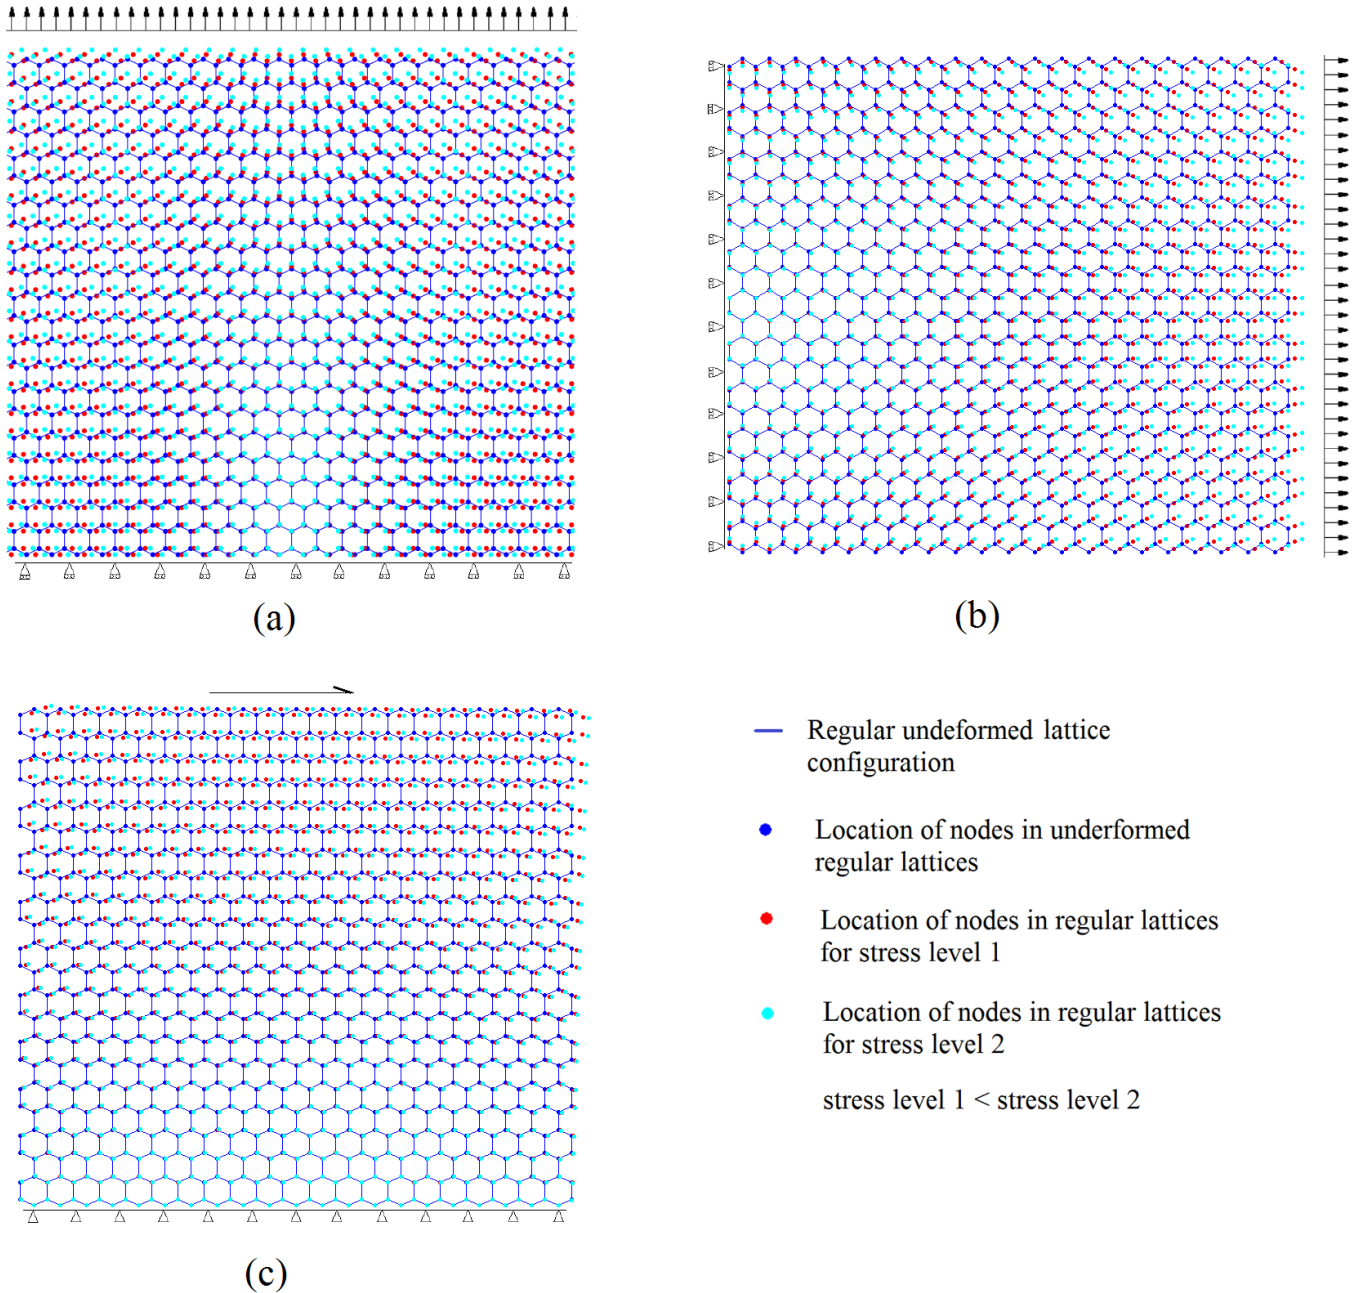 (a)
(b)
(c)
Regular undeformed lattice
configuration
Location of nodes in underformed
regular lattices
Location of nodes in regular lattices
for stress level 1
Location of nodes in regular lattices
for stress level 2
stress level 1 < stress level 2